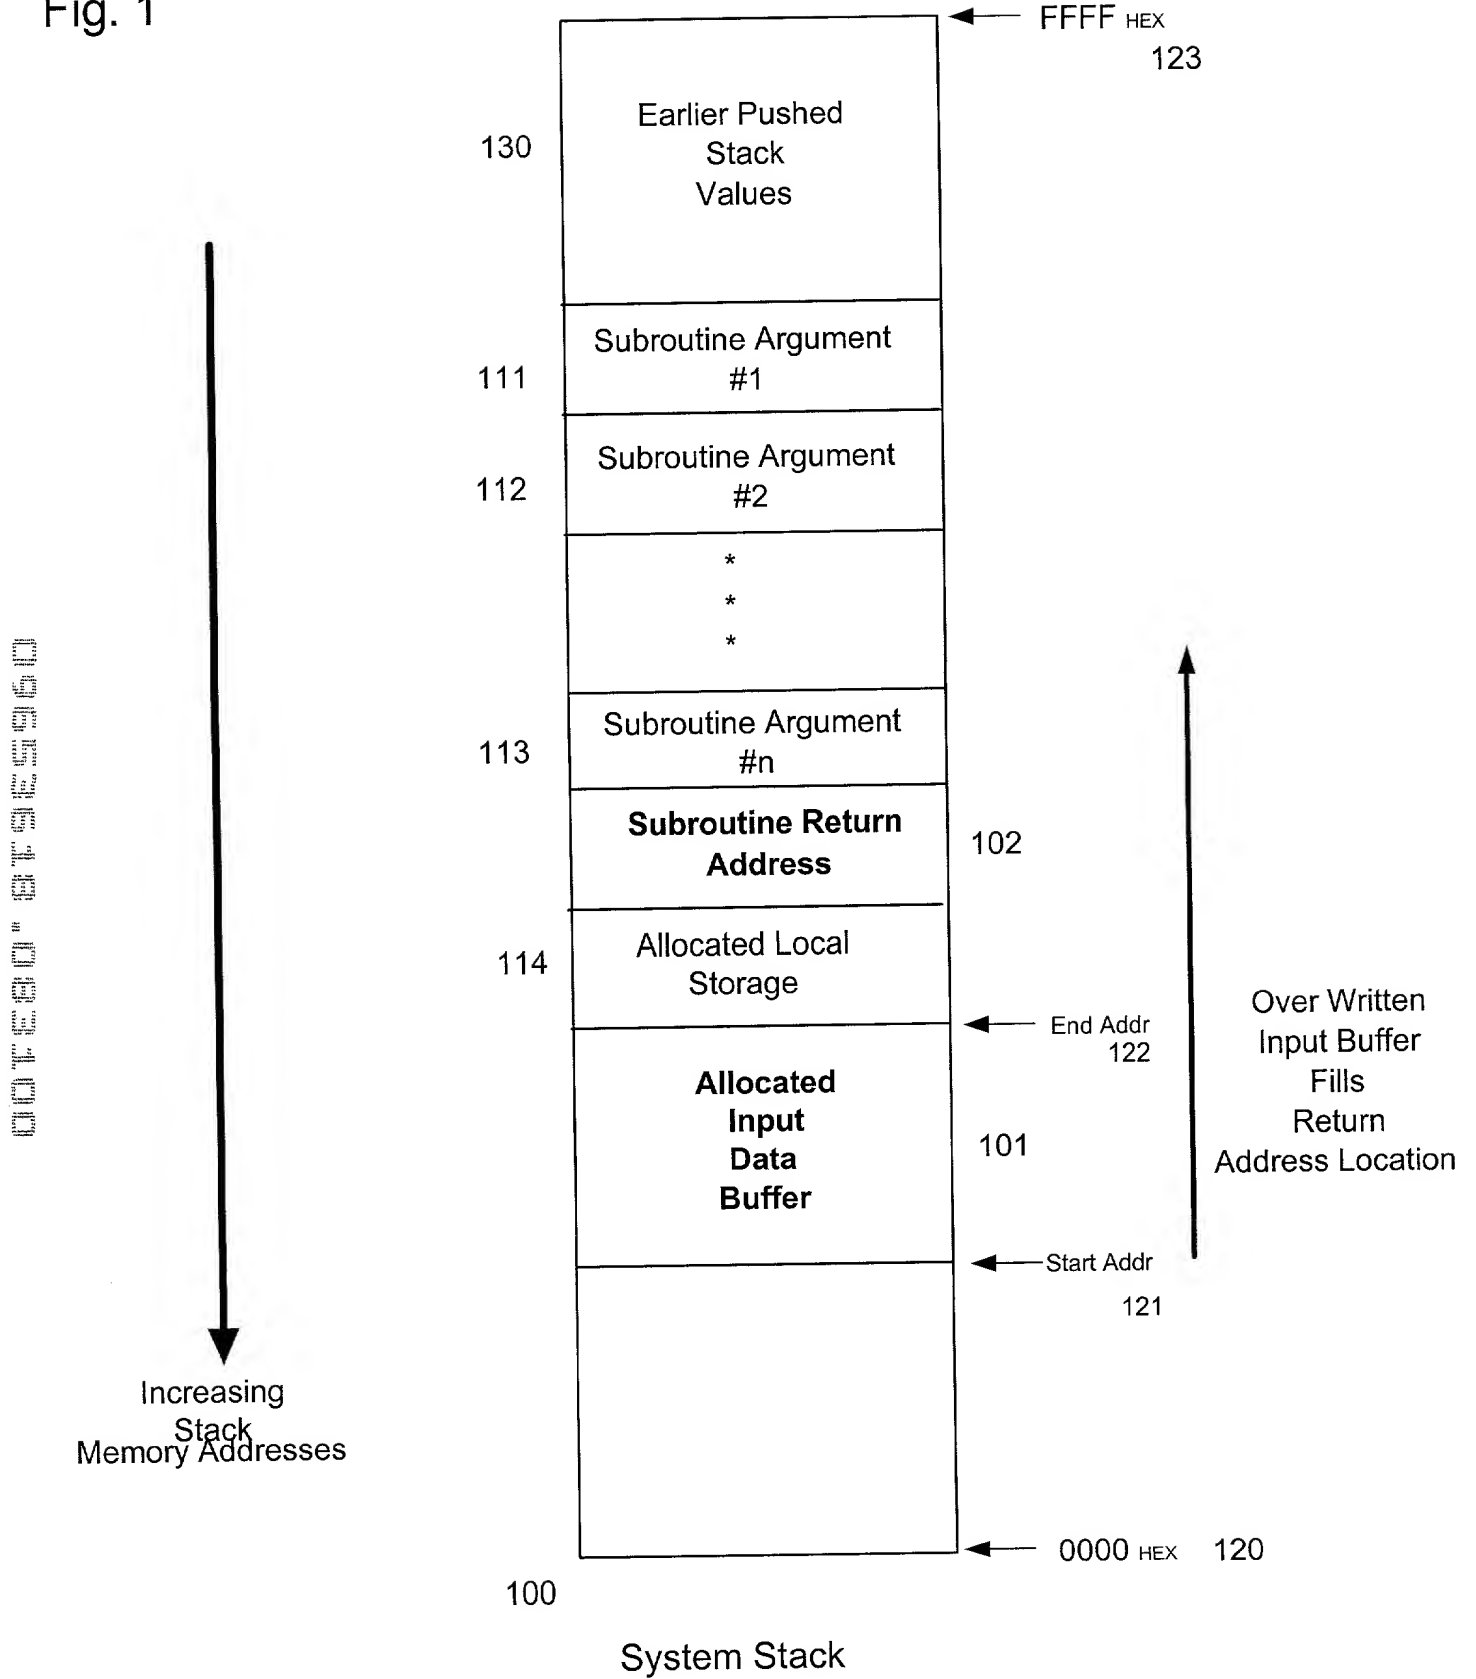 Fig. 1
FFFF HEX
123
Earlier Pushed
Stack
Values
130
Subroutine Argument
#1
111
Subroutine Argument
#2
112
*
*
*
Subroutine Argument
#n
113
Subroutine Return
Address
102
Allocated Local
Storage
114
End Addr
122
Allocated
Input
Data
Buffer
101
Over Written
Input Buffer
Fills
Return
Address Location
Start Addr
121
Increasing
Stack
Memory Addresses
0000 HEX 120
100
System Stack
09653618.083100